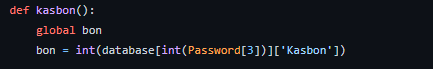 def kasbon():
    global bon
    bon = int(database[int(Password[3])]['Kasbon'])